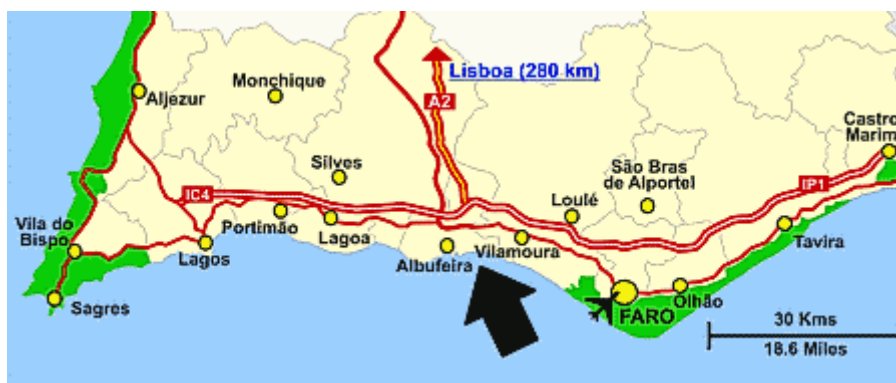 Lisboa (280 km)
Monchique
Aljezur
A2
Castro
Marim
Silves
São Bras
de Alportel
IC4
IP1
Loulé
Vila do
Bispo
Portimão
Lagoa
Tavira
Lagos
Albufeira
Vilamoura
Sagres
Olhão
FARO
30 Kms
18.6 Miles